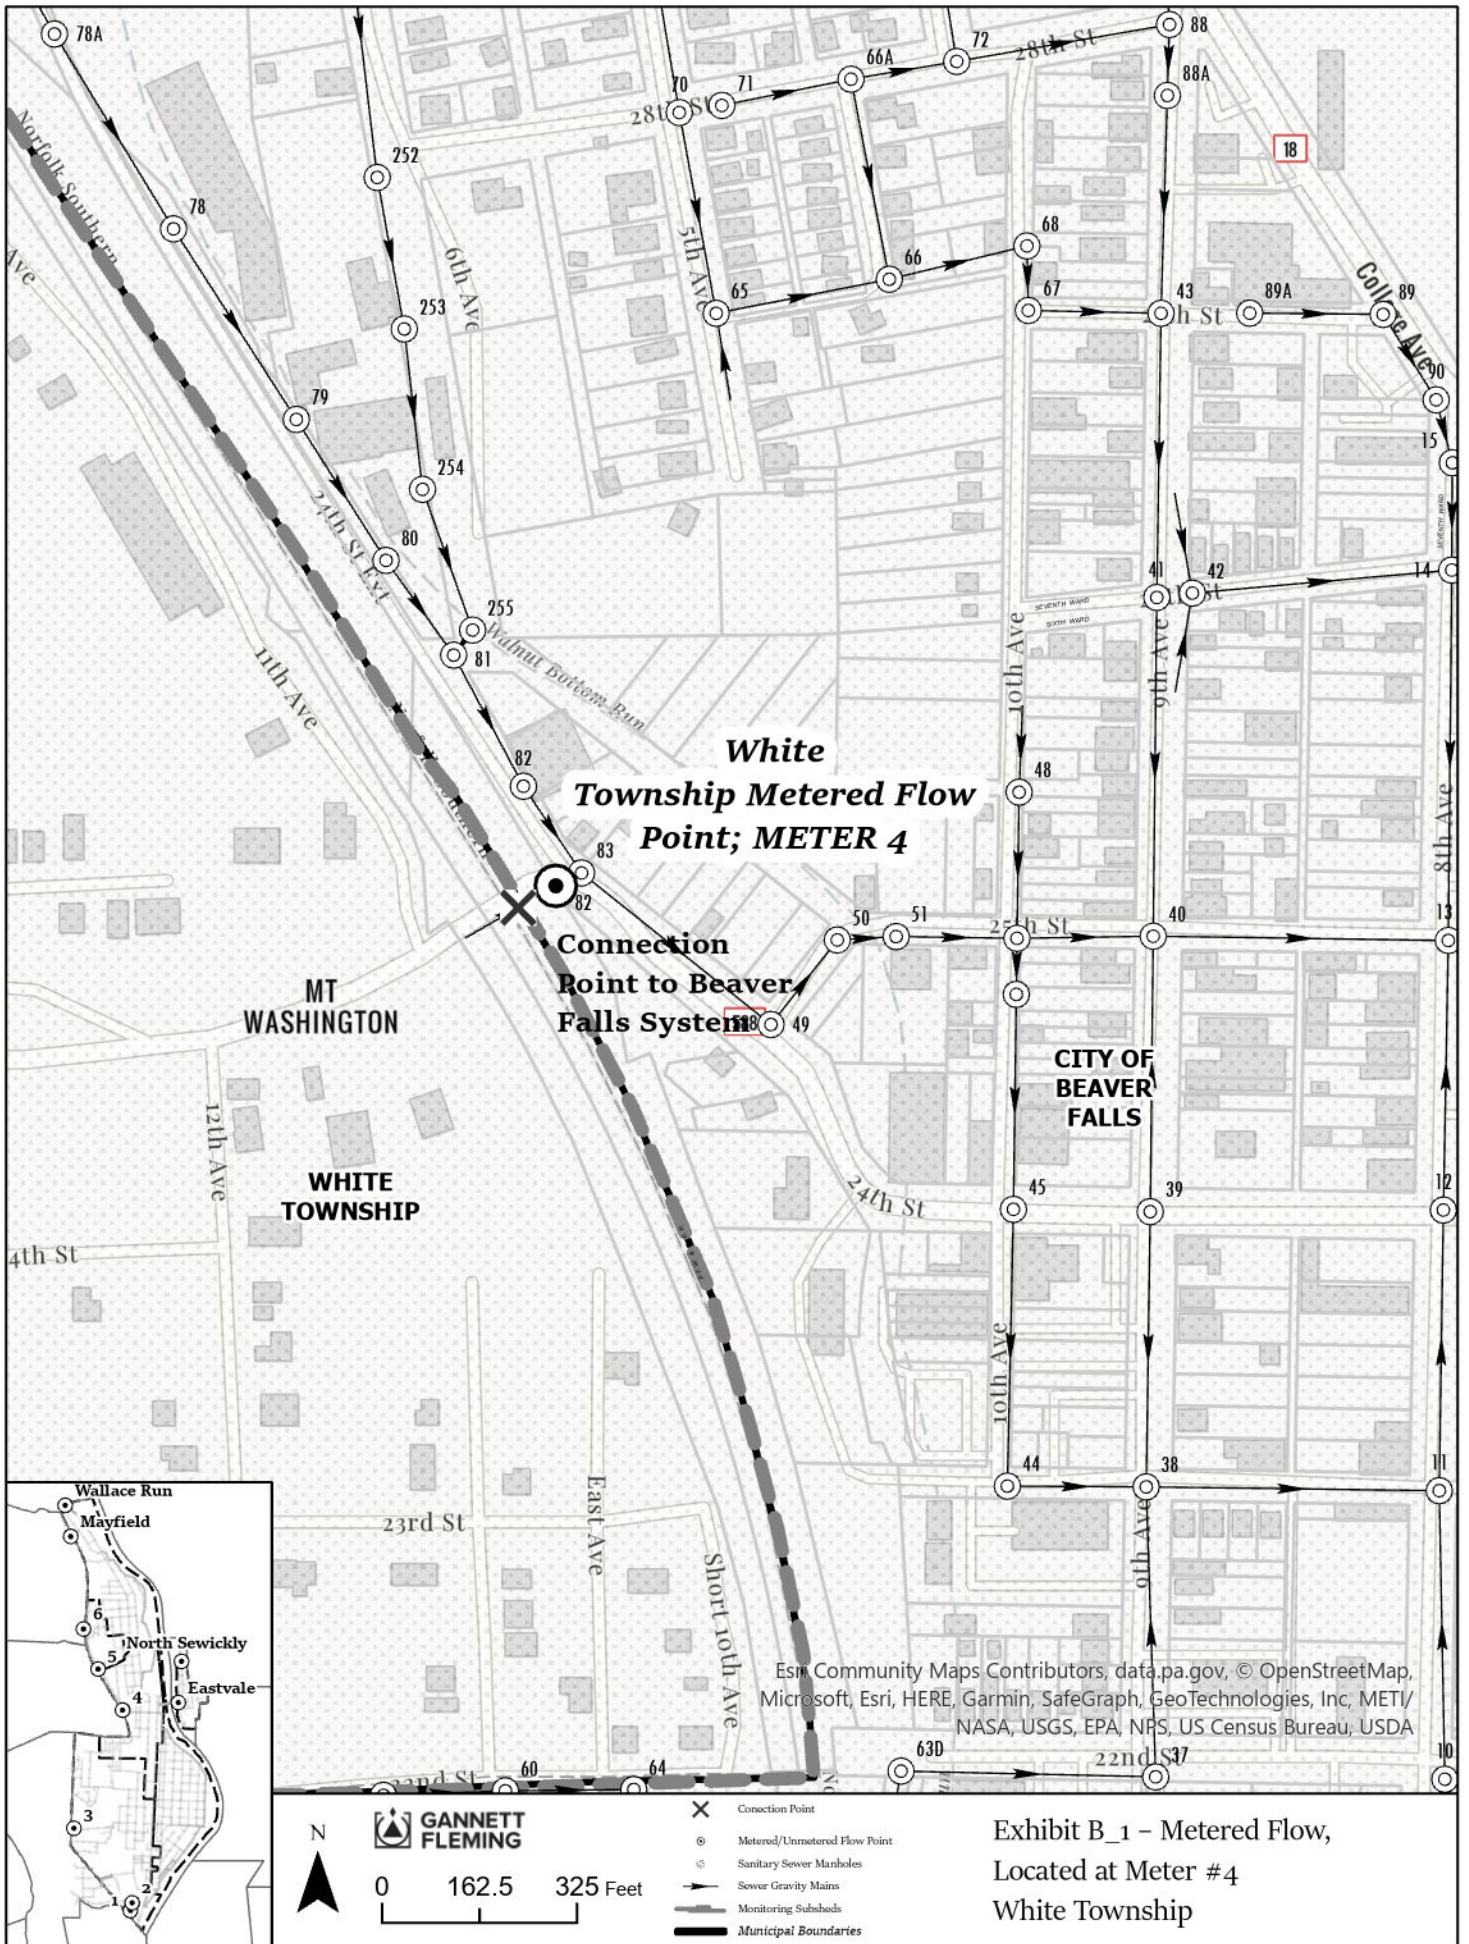 78A
88
72
28th St
66A
88A
70
71
28th St
18
Norfolk Southern
252
78
68
5th Ave
6th Ave
66
Ave
College Ave
65
67
43
89A
89
253
90
79
15
254
SEVENTH WARD
24th St Ext
80
14
41
42
SEVENTH WARD
SIXTH WARD
255
81
Walnut Bottom Run
10th Ave
9th Ave
11th Ave
White
Township Metered Flow
Point; METER 4
82
48
8th Ave
83
82
50
51
25th St
40
13
Connection
Point to Beaver
Falls System
49
MT
WASHINGTON
CITY OF
BEAVER
FALLS
12th Ave
WHITE
TOWNSHIP
24th St
45
39
12
4th St
10th Ave
44
38
11
23rd St
East Ave
9th Ave
Short 10th Ave
Wallace Run
Mayfield
6
North Sewickly
5
Eastvale
4
3
2
1
Esri Community Maps Contributors, data.pa.gov, © OpenStreetMap,
Microsoft, Esri, HERE, Garmin, SafeGraph, GeoTechnologies, Inc, METI/
NASA, USGS, EPA, NPS, US Census Bureau, USDA
22nd St
60
64
63D
22nd St
37
10
N
GANNETT
FLEMING
0 162.5 325 Feet
Conection Point
Metered/Unmetered Flow Point
Sanitary Sewer Manholes
Sewer Gravity Mains
Monitoring Subsheds
Municipal Boundaries
Exhibit B_1 – Metered Flow,
Located at Meter #4
White Township